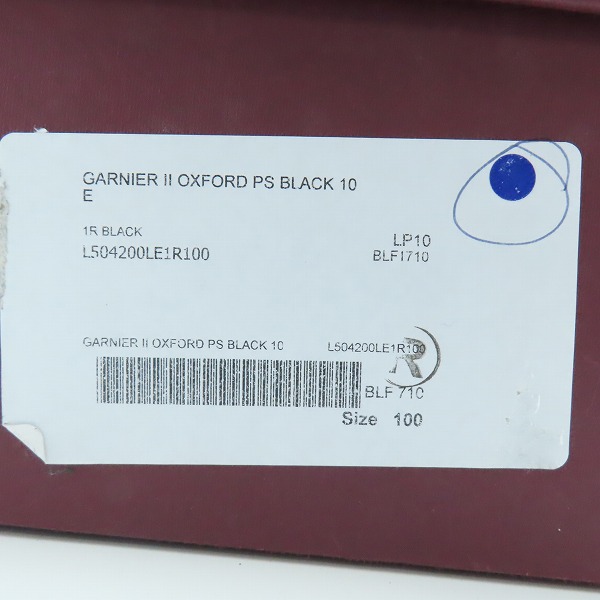 GARNIER II OXFORD PS BLACK 10
E
1R BLACK
L504200LE1R100
LP10
BLF1710
GARNIER II OXFORD PS BLACK 10 L504200LE1R100
R
BLF 710
Size 100